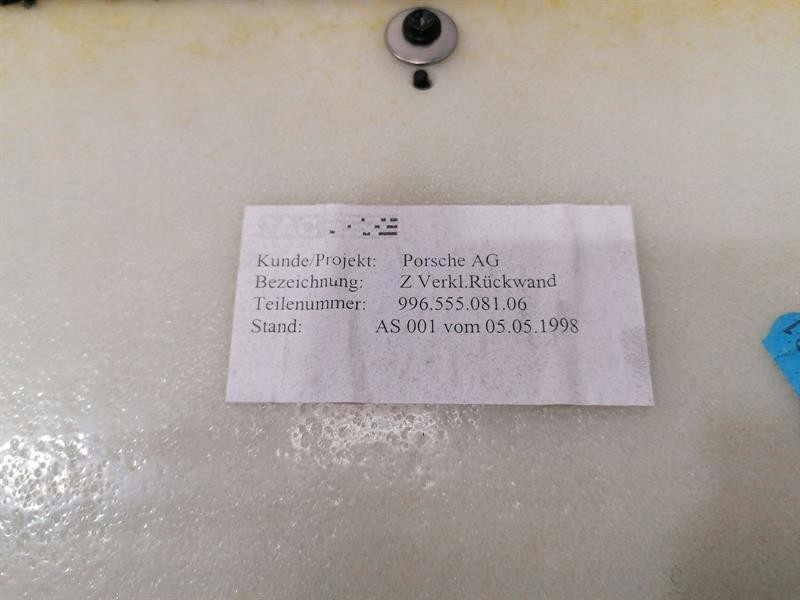 Kunde/Projekt: Porsche AG
Bezeichnung: Z Verkl.Rückwand
Teilenummer: 996.555.081.06
Stand: AS 001 vom 05.05.1998